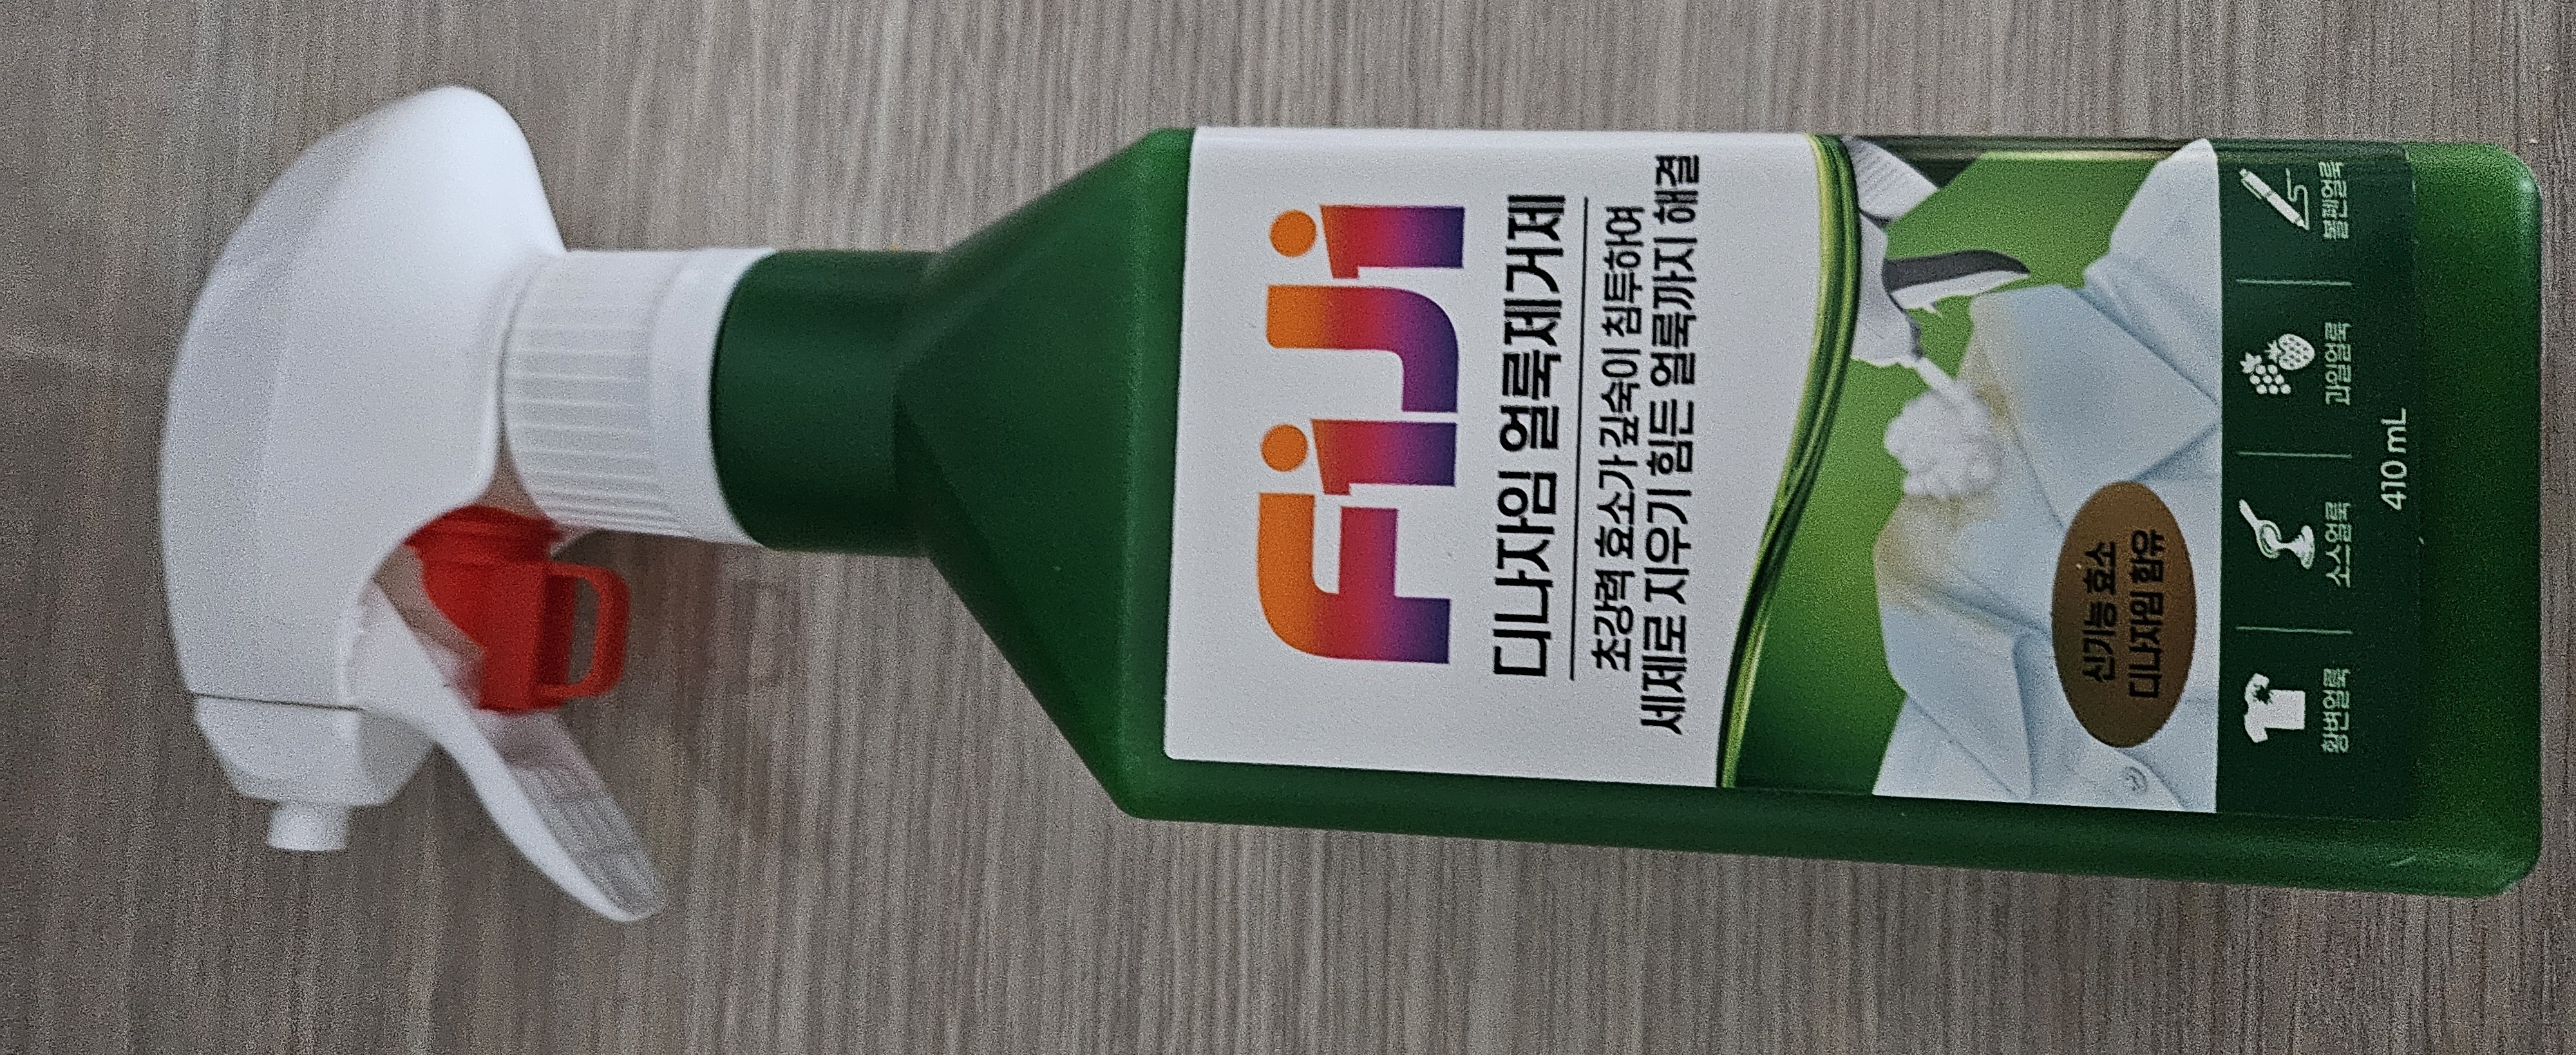 FiJi
디나자임 얼룩제거제
초강력 효소가 깊숙이 침투하여
세제로 지우기 힘든 얼룩까지 해결
신기능 효소
디나자임 함유
황변얼룩
소스얼룩
과일얼룩
볼펜얼룩
410 mL